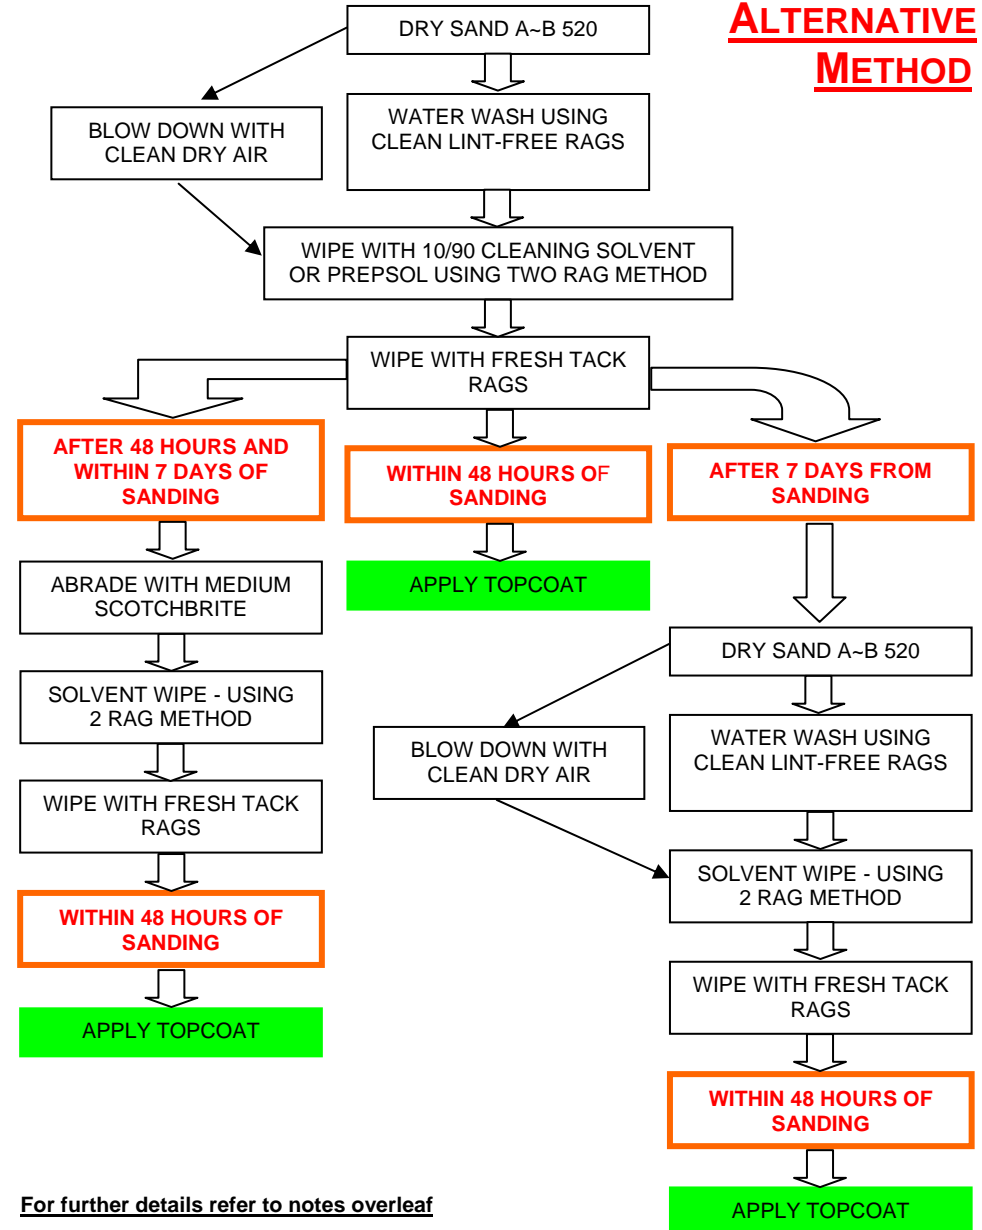 ALTERNATIVE
METHOD
DRY SAND A~B 520
BLOW DOWN WITH
CLEAN DRY AIR
WATER WASH USING
CLEAN LINT-FREE RAGS
WIPE WITH 10/90 CLEANING SOLVENT
OR PREPSOL USING TWO RAG METHOD
WIPE WITH FRESH TACK
RAGS
AFTER 48 HOURS AND
WITHIN 7 DAYS OF
SANDING
ABRADE WITH MEDIUM
SCOTCHBRITE
SOLVENT WIPE - USING
2 RAG METHOD
WIPE WITH FRESH TACK
RAGS
WITHIN 48 HOURS OF
SANDING
APPLY TOPCOAT
WITHIN 48 HOURS OF
SANDING
APPLY TOPCOAT
AFTER 7 DAYS FROM
SANDING
DRY SAND A~B 520
BLOW DOWN WITH
CLEAN DRY AIR
WATER WASH USING
CLEAN LINT-FREE RAGS
SOLVENT WIPE - USING
2 RAG METHOD
WIPE WITH FRESH TACK
RAGS
WITHIN 48 HOURS OF
SANDING
APPLY TOPCOAT
For further details refer to notes overleaf